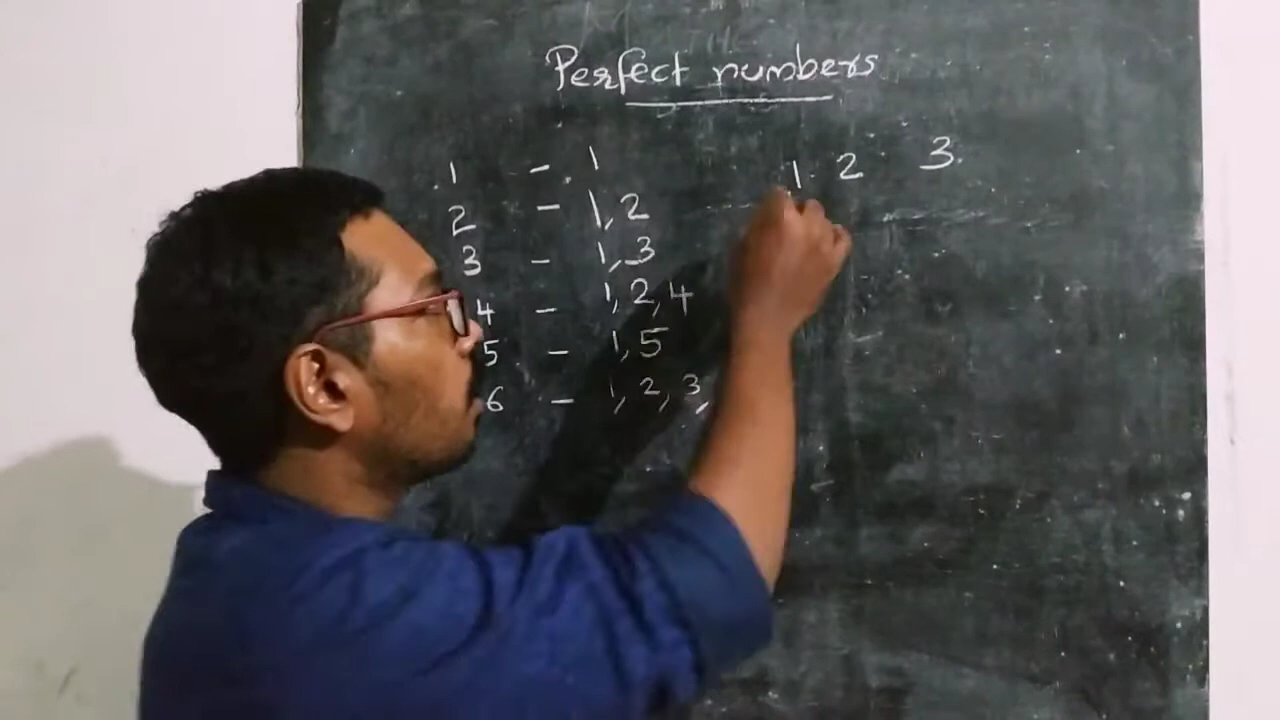 Perfect numbers
1 - 1
2 - 1, 2
3 - 1, 3
4 - 1, 2, 4
5 - 1, 5
6 - 1, 2, 3,
1 2 3